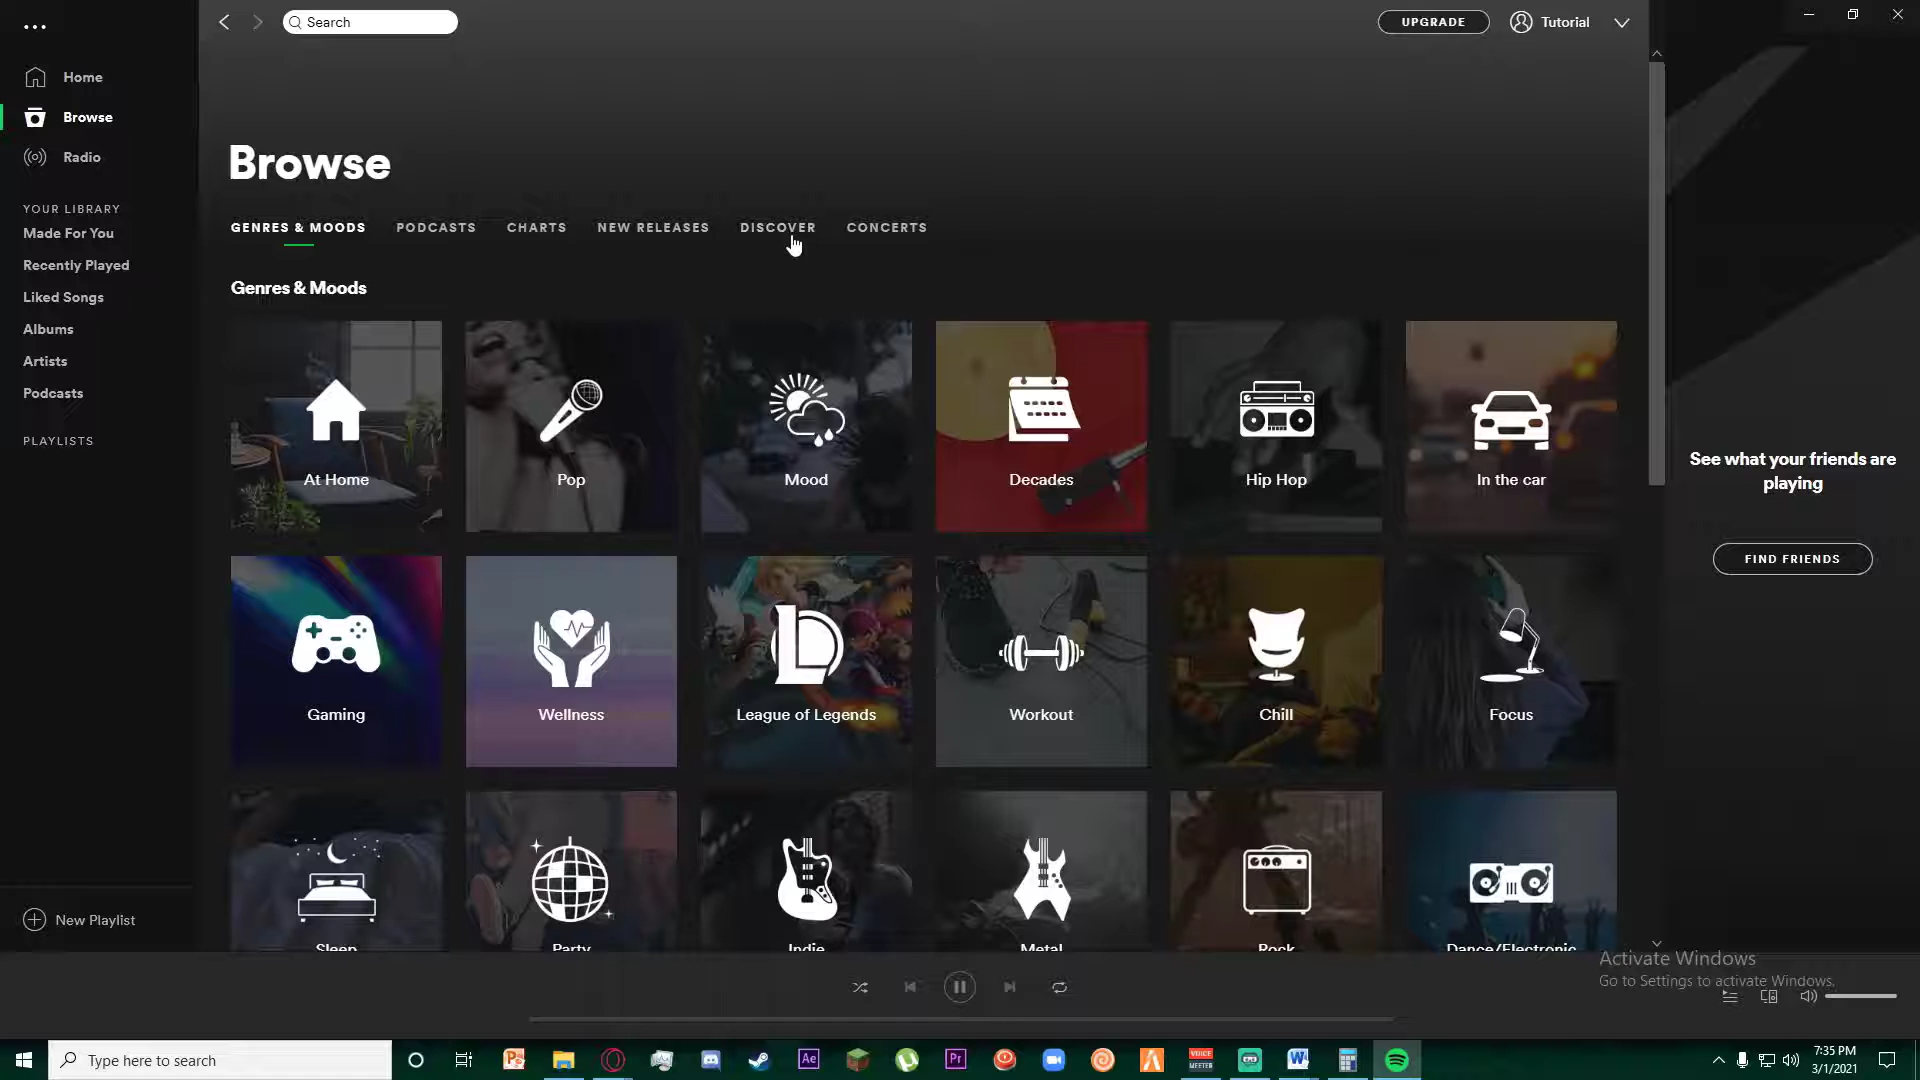 Search
UPGRADE
Tutorial
Home
Browse
Radio
YOUR LIBRARY
Made For You
Recently Played
Liked Songs
Albums
Artists
Podcasts
PLAYLISTS
New Playlist
Browse
GENRES & MOODS PODCASTS CHARTS NEW RELEASES DISCOVER CONCERTS
Genres & Moods
At Home Pop Mood Decades Hip Hop In the car
Gaming Wellness League of Legends Workout Chill Focus
Sleep Party Indie Metal Rock Dance/Electronic
See what your friends are
playing
FIND FRIENDS
Activate Windows
Go to Settings to activate Windows.
Type here to search
Ae
Pr
VOICE
MEETER
W
7:35 PM
3/1/2021